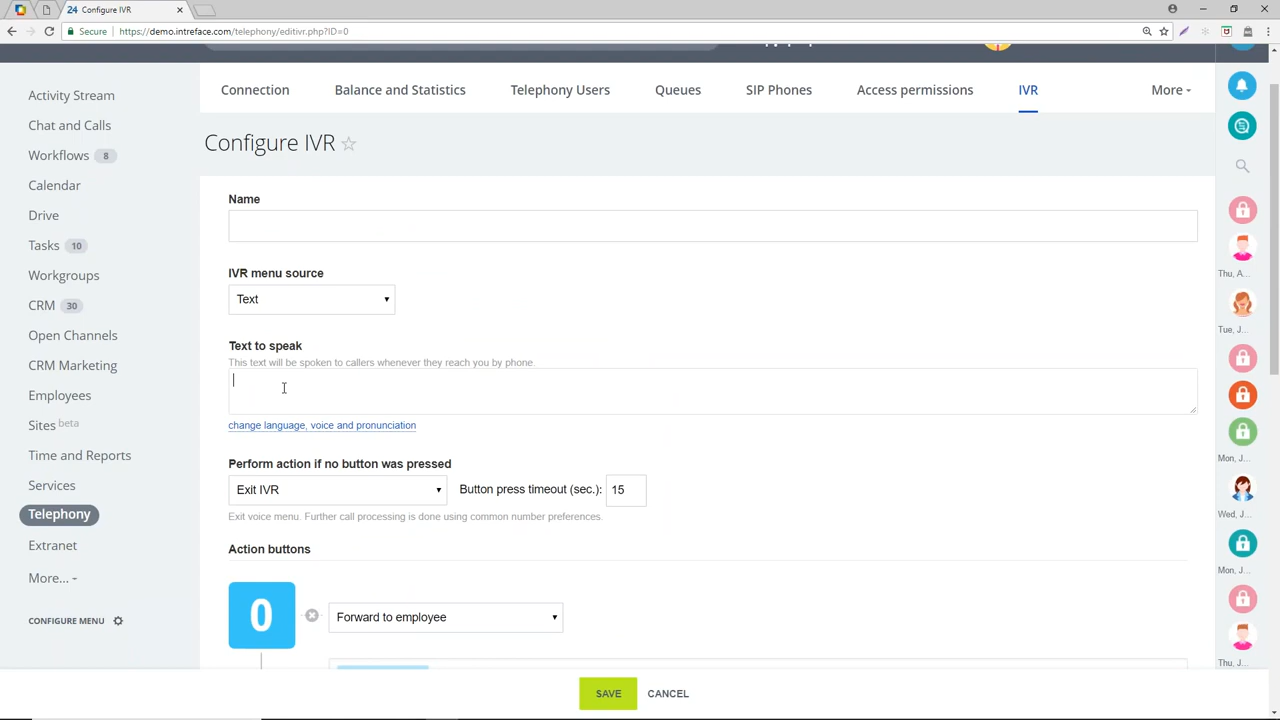 24 Configure IVR
Secure https://demo.intreface.com/telephony/editivr.php?ID=0
Connection Balance and Statistics Telephony Users Queues SIP Phones Access permissions IVR More
Activity Stream
Chat and Calls
Workflows 8
Calendar
Drive
Tasks 10
Workgroups
CRM 30
Open Channels
CRM Marketing
Employees
Sites beta
Time and Reports
Services
Telephony
Extranet
More...
CONFIGURE MENU
Configure IVR
Name
IVR menu source
Text
Text to speak
This text will be spoken to callers whenever they reach you by phone.
change language, voice and pronunciation
Perform action if no button was pressed
Exit IVR Button press timeout (sec.): 15
Exit voice menu. Further call processing is done using common number preferences.
Action buttons
0 Forward to employee
SAVE CANCEL
Thu, A...
Tue, J...
Mon, J...
Wed, J...
Mon, J...
Thu, J...